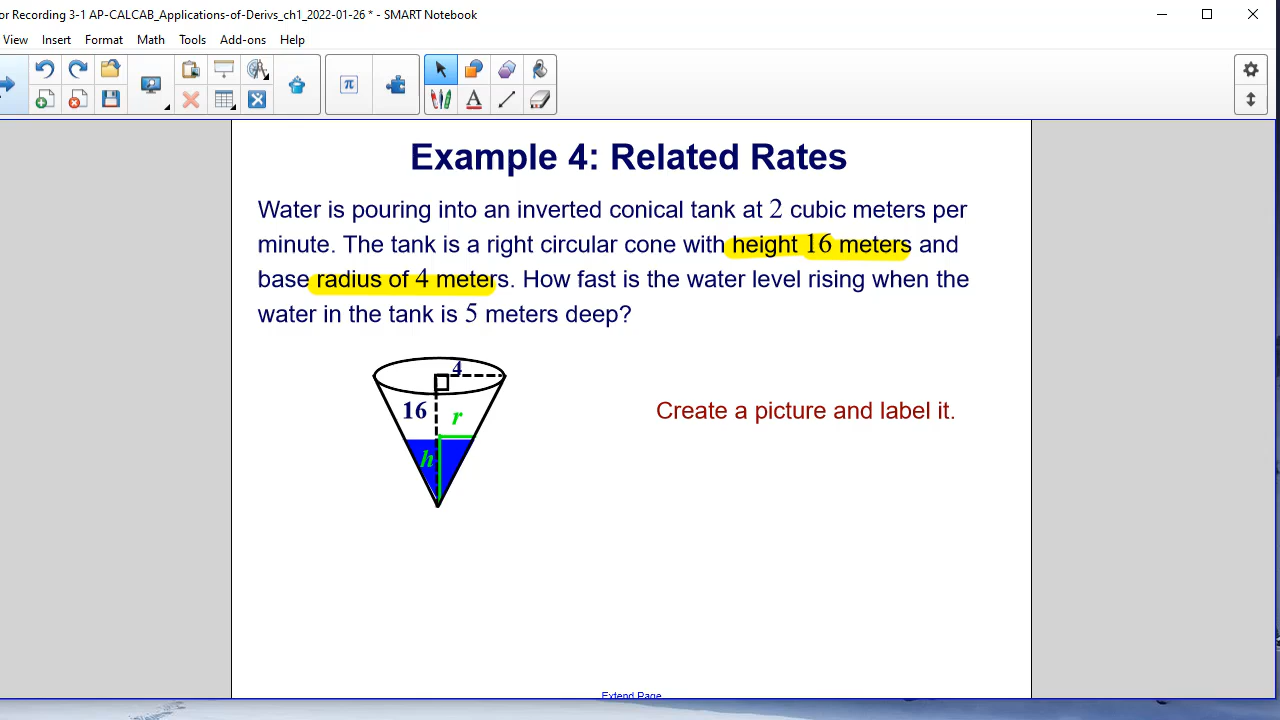 or Recording 3-1 AP-CALCAB_Applications-of-Derivs_ch1_2022-01-26 * - SMART Notebook
View Insert Format Math Tools Add-ons Help
π
A
Example 4: Related Rates
Water is pouring into an inverted conical tank at 2 cubic meters per
minute. The tank is a right circular cone with height 16 meters and
base radius of 4 meters. How fast is the water level rising when the
water in the tank is 5 meters deep?
4
16
r
h
Create a picture and label it.
Extend Page